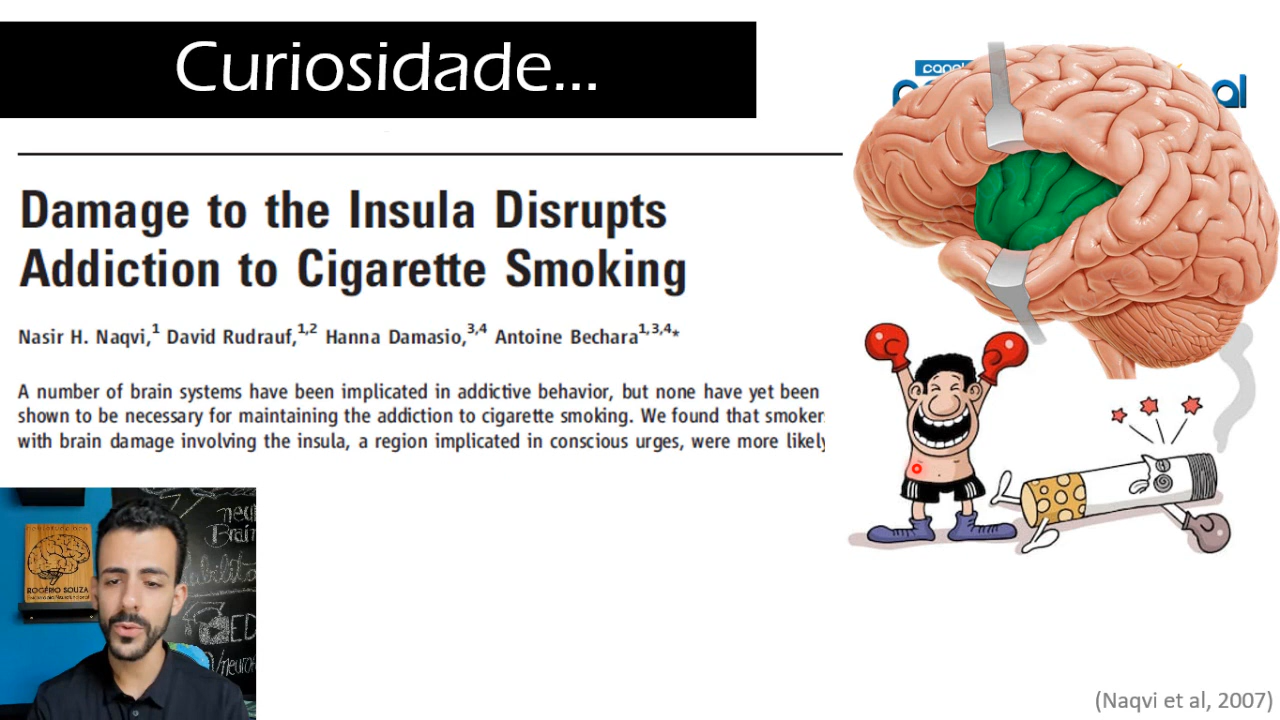 Curiosidade...
Damage to the Insula Disrupts
Addiction to Cigarette Smoking
Nasir H. Naqvi,1 David Rudrauf,1,2 Hanna Damasio,3,4 Antoine Bechara1,3,4*
A number of brain systems have been implicated in addictive behavior, but none have yet been
shown to be necessary for maintaining the addiction to cigarette smoking. We found that smoker
with brain damage involving the insula, a region implicated in conscious urges, were more likely
ROGÉRIO SOUZA
Brain
ED
(Naqvi et al, 2007)